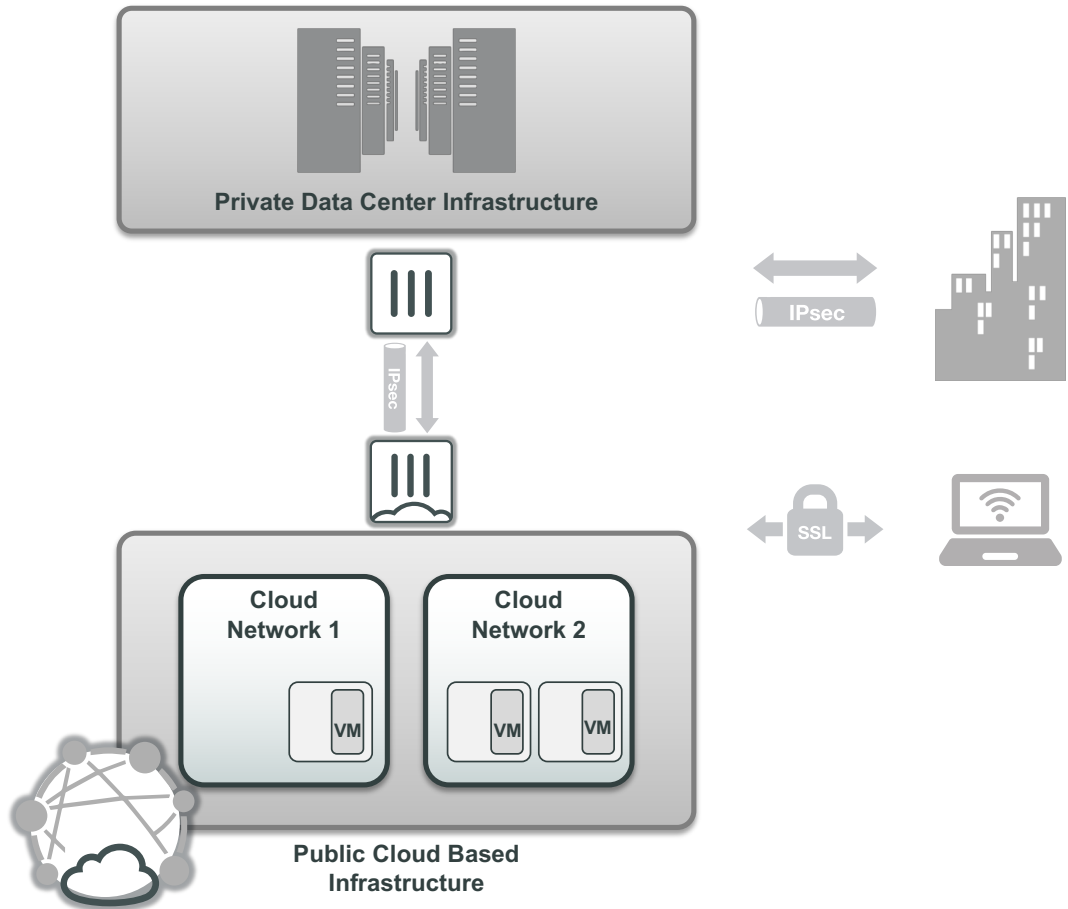 Private Data Center Infrastructure
IPsec
IPsec
SSL
Cloud
Network 1
Cloud
Network 2
VM
VM
VM
Public Cloud Based
Infrastructure